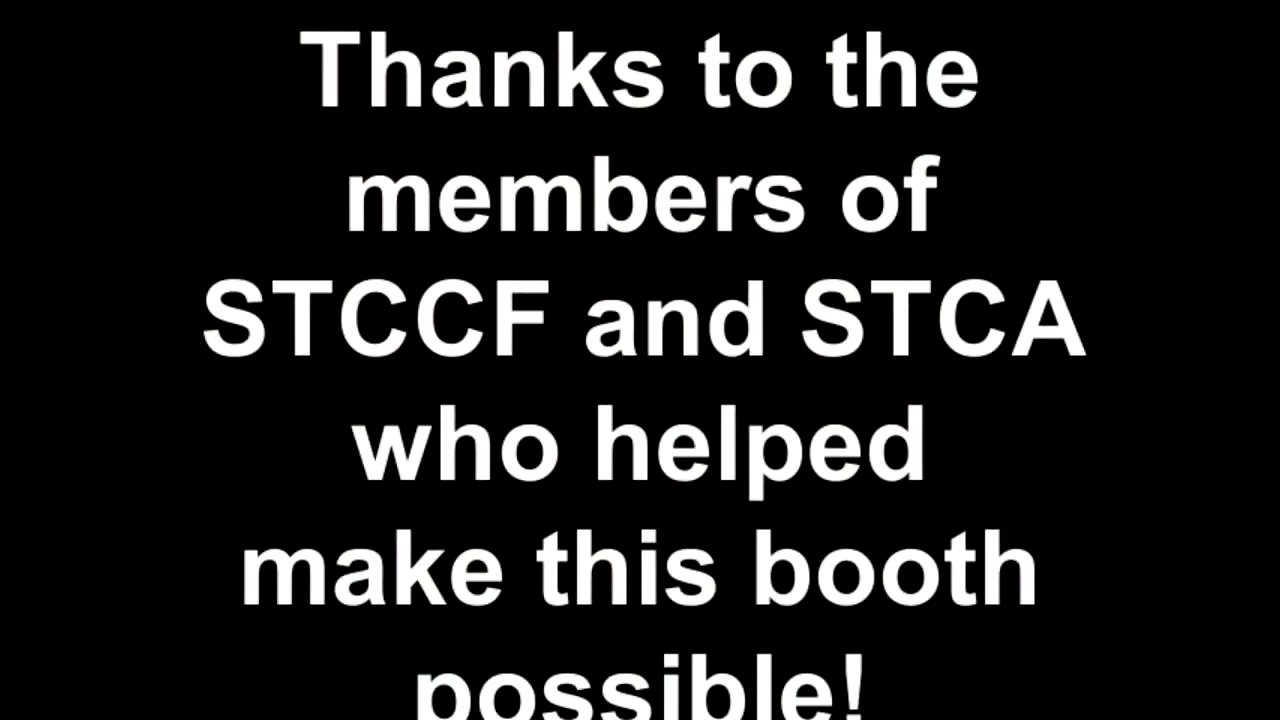 Thanks to the
members of
STCCF and STCA
who helped
make this booth
possible!